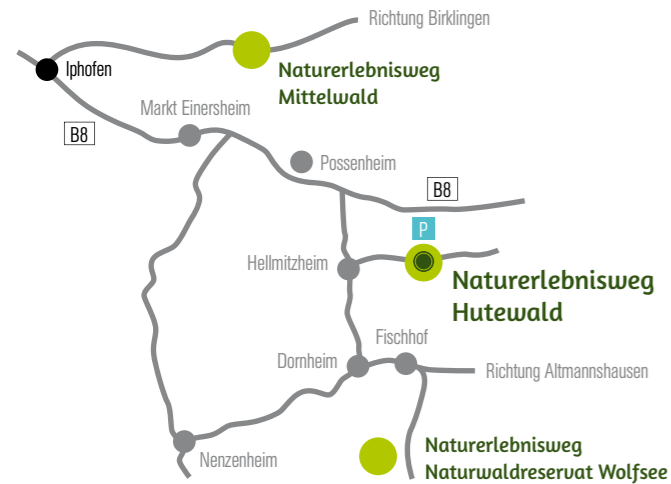 Richtung Birklingen
Iphofen
Naturerlebnisweg
Mittelwald
Markt Einersheim
B8
Possenheim
B8
P
Hellmitzheim
Naturerlebnisweg
Hutewald
Fischhof
Dornheim
Richtung Altmannshausen
Naturerlebnisweg
Naturwaldreservat Wolfsee
Nenzenheim